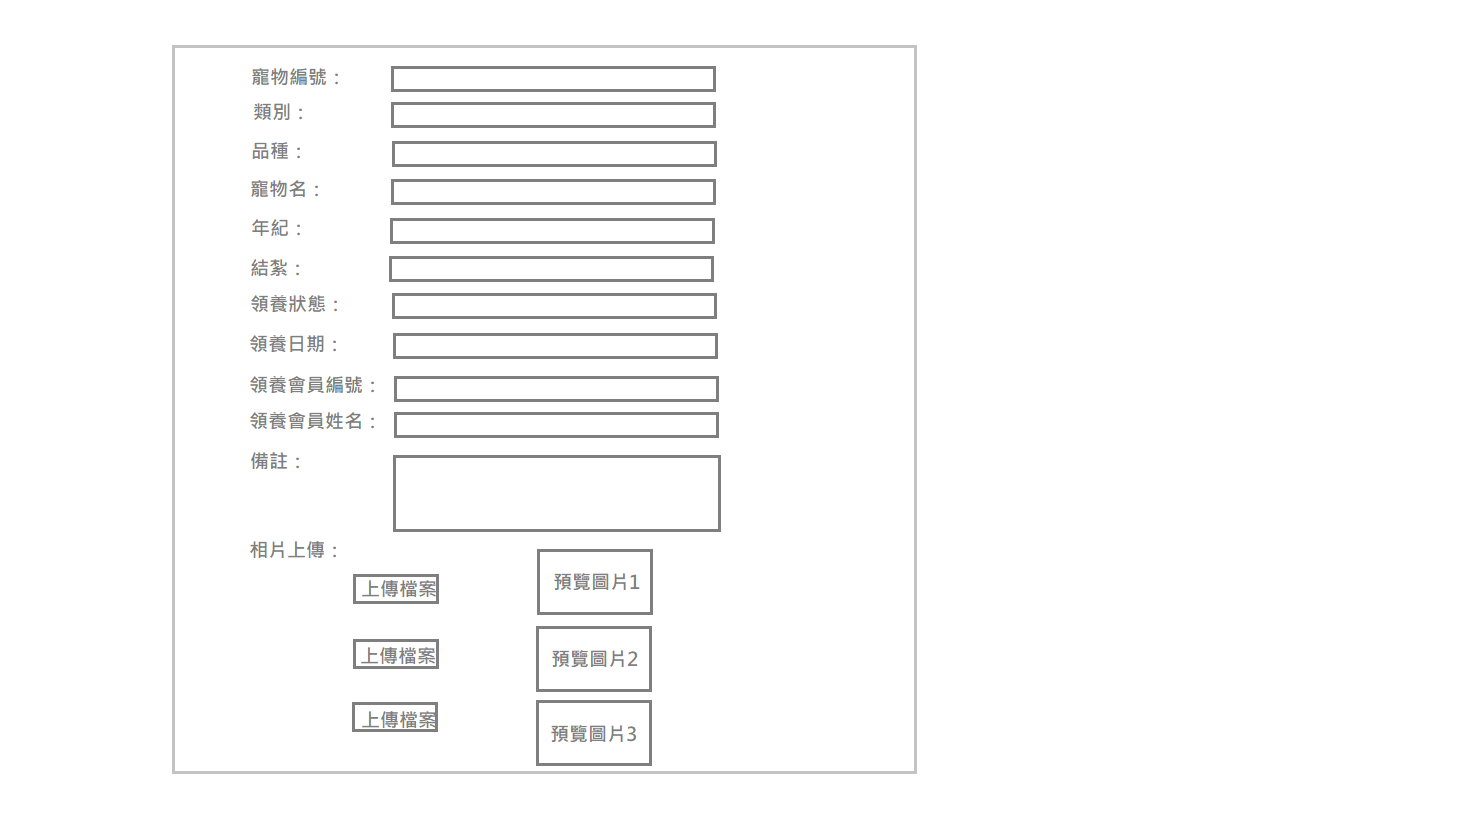 寵物編號：
類別：
品種：
寵物名：
年紀：
結紮：
領養狀態：
領養日期：
領養會員編號：
領養會員姓名：
備註：
相片上傳：
上傳檔案
預覽圖片1
上傳檔案
預覽圖片2
上傳檔案
預覽圖片3